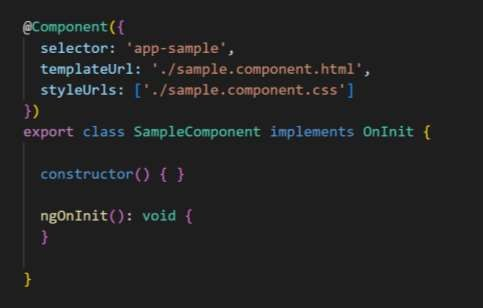 @Component({
  selector: 'app-sample',
  templateUrl: './sample.component.html',
  styleUrls: ['./sample.component.css']
})
export class SampleComponent implements OnInit {
  constructor() { }
  ngOnInit(): void {
  }
}